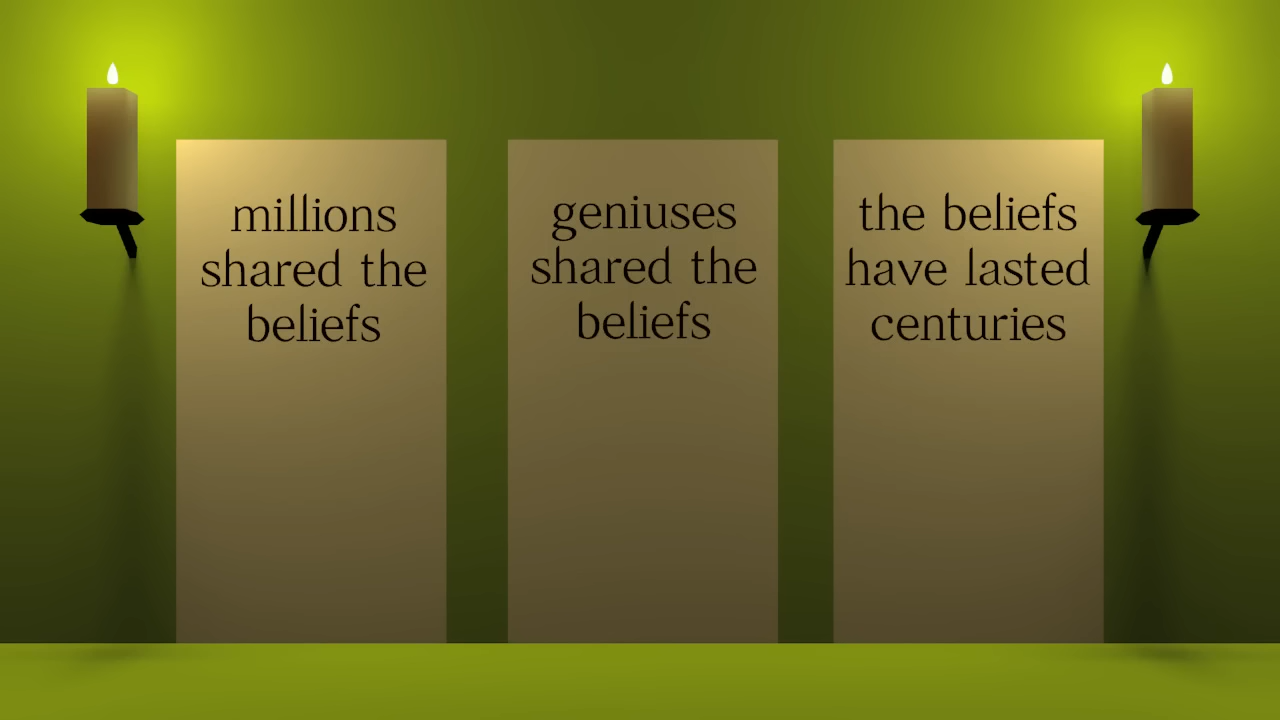 millions
shared the
beliefs
geniuses
shared the
beliefs
the beliefs
have lasted
centuries